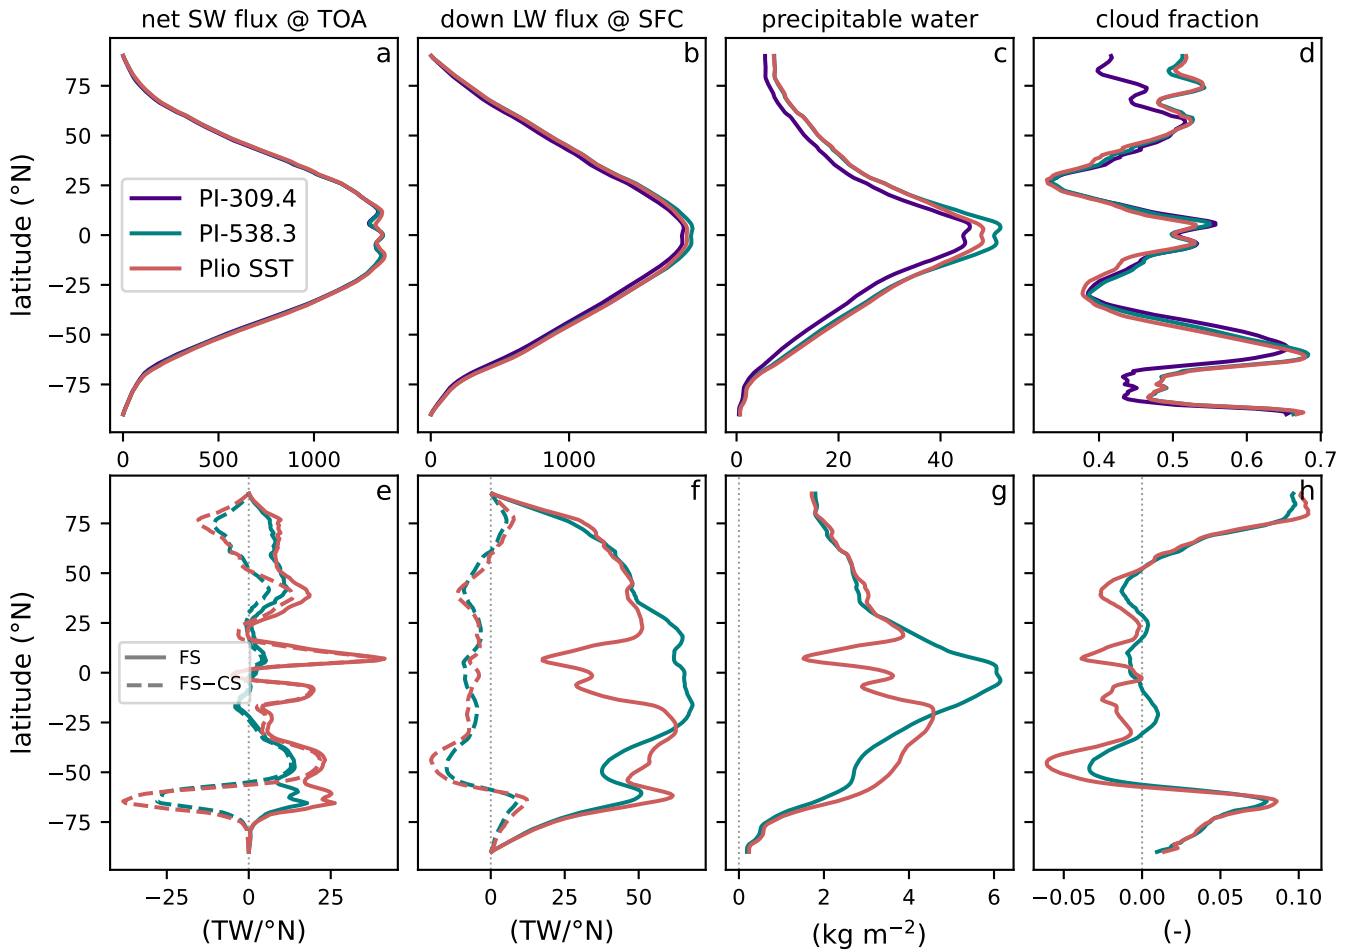 net SW flux @ TOA
down LW flux @ SFC
precipitable water
cloud fraction
a
b
c
d
latitude (°N)
75
50
25
0
−25
−50
−75
PI-309.4
PI-538.3
Plio SST
0 500 1000
0 1000
0 20 40
0.4 0.5 0.6 0.7
e
f
g
h
latitude (°N)
75
50
25
0
−25
−50
−75
FS
FS−CS
−25 0 25
0 25 50
0 2 4 6
−0.05 0.00 0.05 0.10
(TW/°N)
(TW/°N)
(kg m⁻²)
(-)